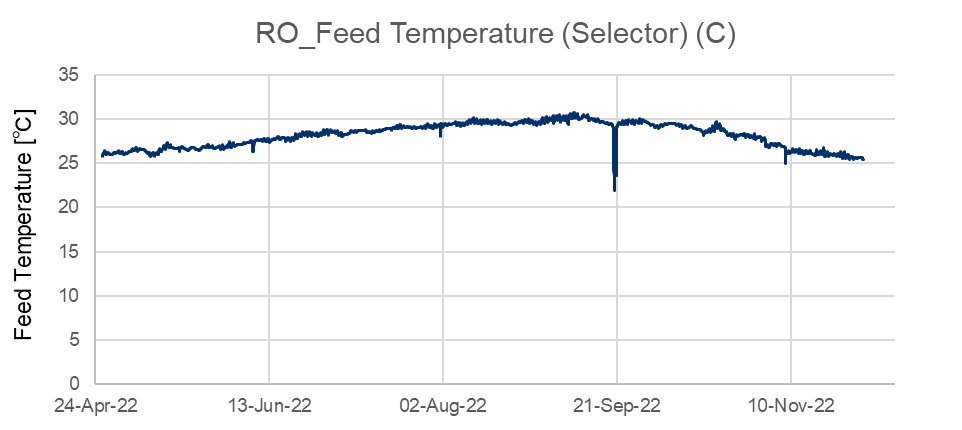 RO_Feed Temperature (Selector) (C)
Feed Temperature [°C]
35
30
25
20
15
10
5
0
24-Apr-22 13-Jun-22 02-Aug-22 21-Sep-22 10-Nov-22